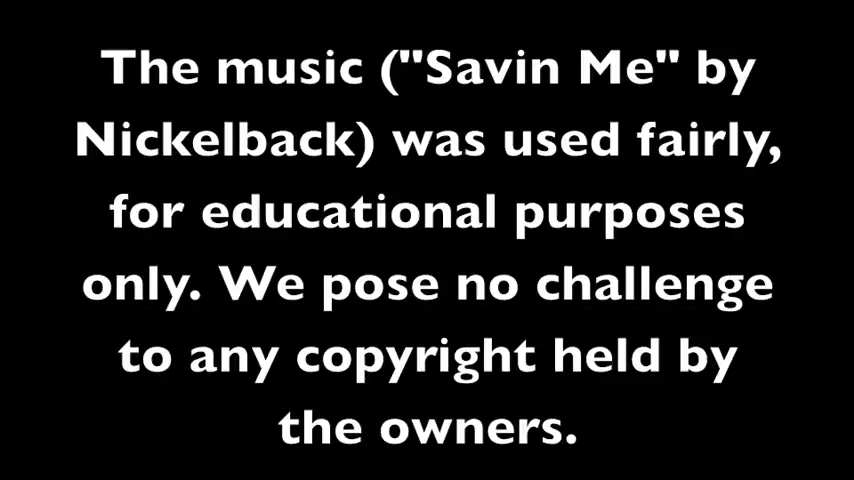 The music ("Savin Me" by
Nickelback) was used fairly,
for educational purposes
only. We pose no challenge
to any copyright held by
the owners.